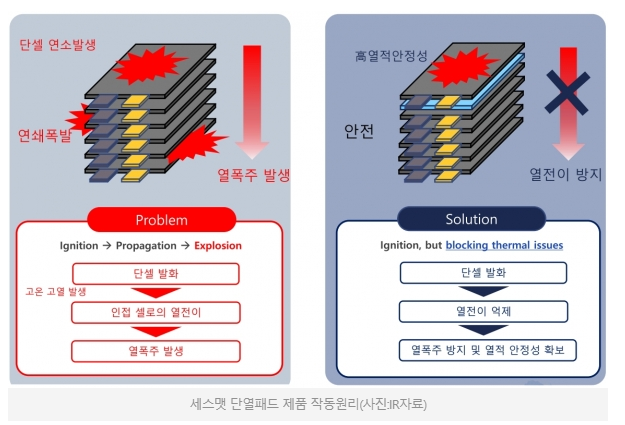 단셀 연소발생
연쇄폭발
열폭주 발생
Problem
Ignition → Propagation → Explosion
단셀 발화
고온 고열 발생
인접 셀로의 열전이
열폭주 발생
高열적안정성
안전
열전이 방지
Solution
Ignition, but blocking thermal issues
단셀 발화
열전이 억제
열폭주 방지 및 열적 안정성 확보
세스맷 단열패드 제품 작동원리(사진:IR자료)